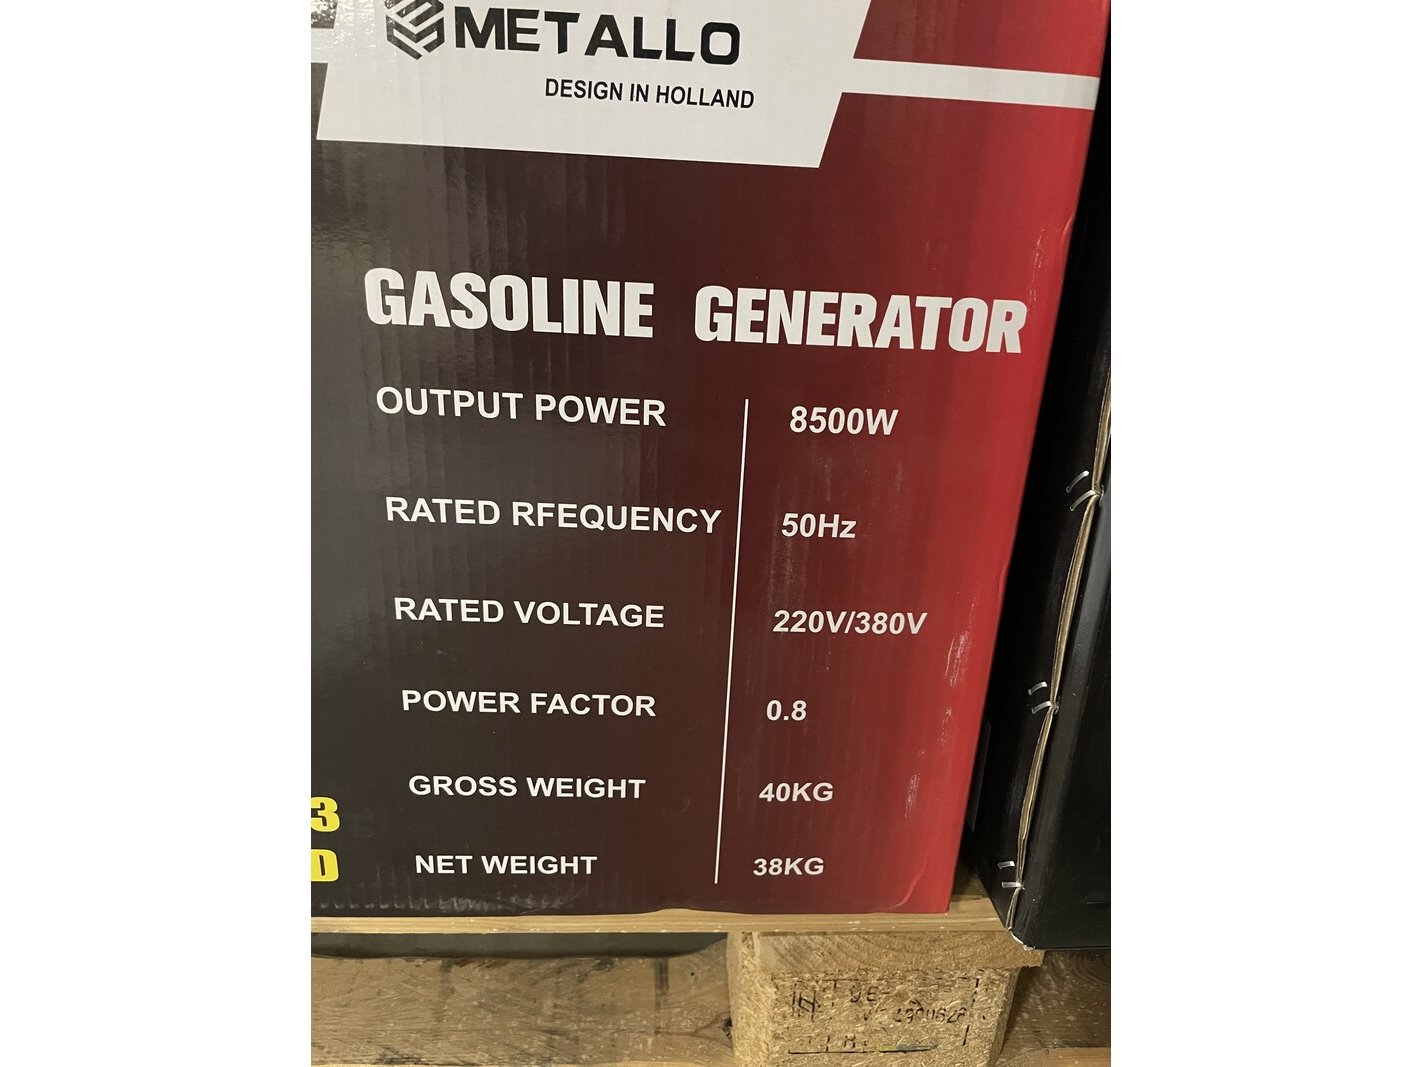 METALLO
DESIGN IN HOLLAND
GASOLINE GENERATOR
OUTPUT POWER 8500W
RATED RFEQUENCY 50Hz
RATED VOLTAGE 220V/380V
POWER FACTOR 0.8
GROSS WEIGHT 40KG
NET WEIGHT 38KG
3
D